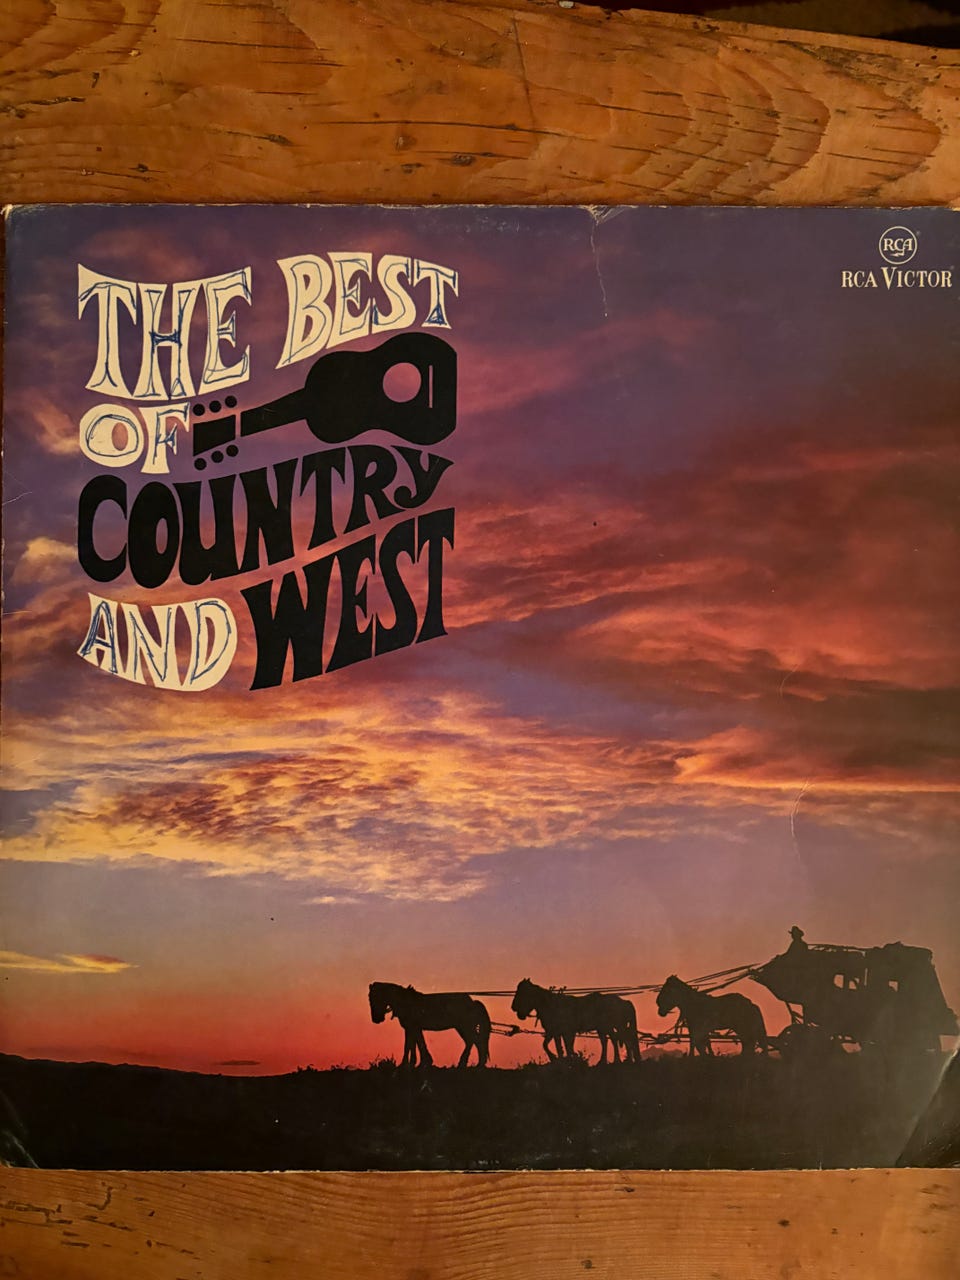 THE BEST
OF
COUNTRY
AND WEST
RCA
RCA VICTOR